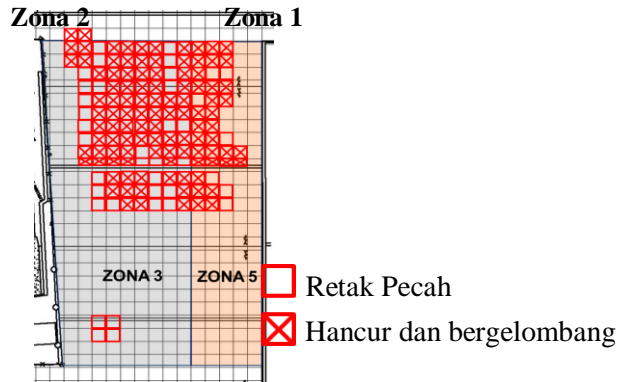 Zona 2 Zona 1
ZONA 3 ZONA 5
Retak Pecah
Hancur dan bergelombang